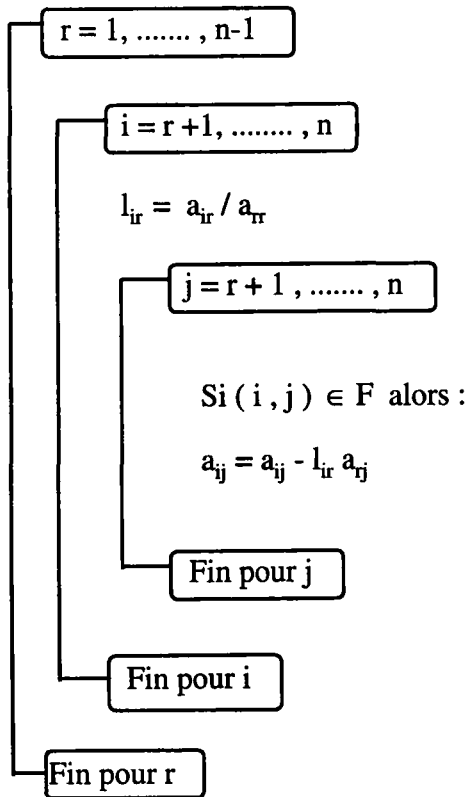 r = 1, ....... , n-1
i = r +1, ........ , n
l_ir = a_ir / a_rr
j = r + 1 , ....... , n
Si ( i , j ) ∈ F alors :
a_ij = a_ij - l_ir a_rj
Fin pour j
Fin pour i
Fin pour r